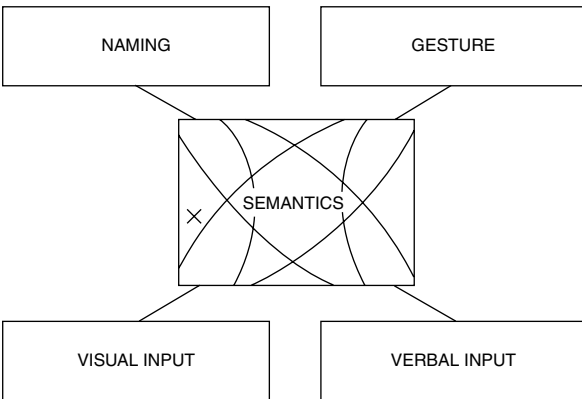 NAMING
GESTURE
SEMANTICS
VISUAL INPUT
VERBAL INPUT